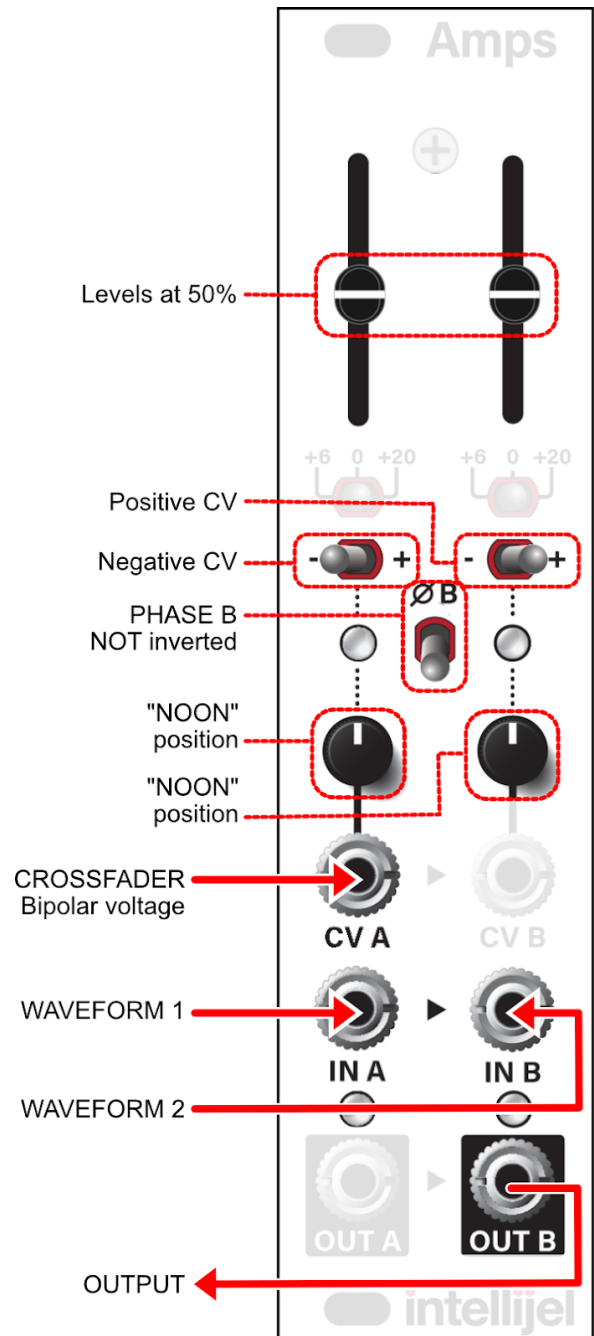 Amps
Levels at 50%
+6 0 +20
+6 0 +20
Positive CV
Negative CV
- +
- +
Ø B
PHASE B
NOT inverted
"NOON"
position
"NOON"
position
CROSSFADER
Bipolar voltage
CV A
CV B
WAVEFORM 1
IN A
IN B
WAVEFORM 2
OUT A
OUT B
OUTPUT
intellijel